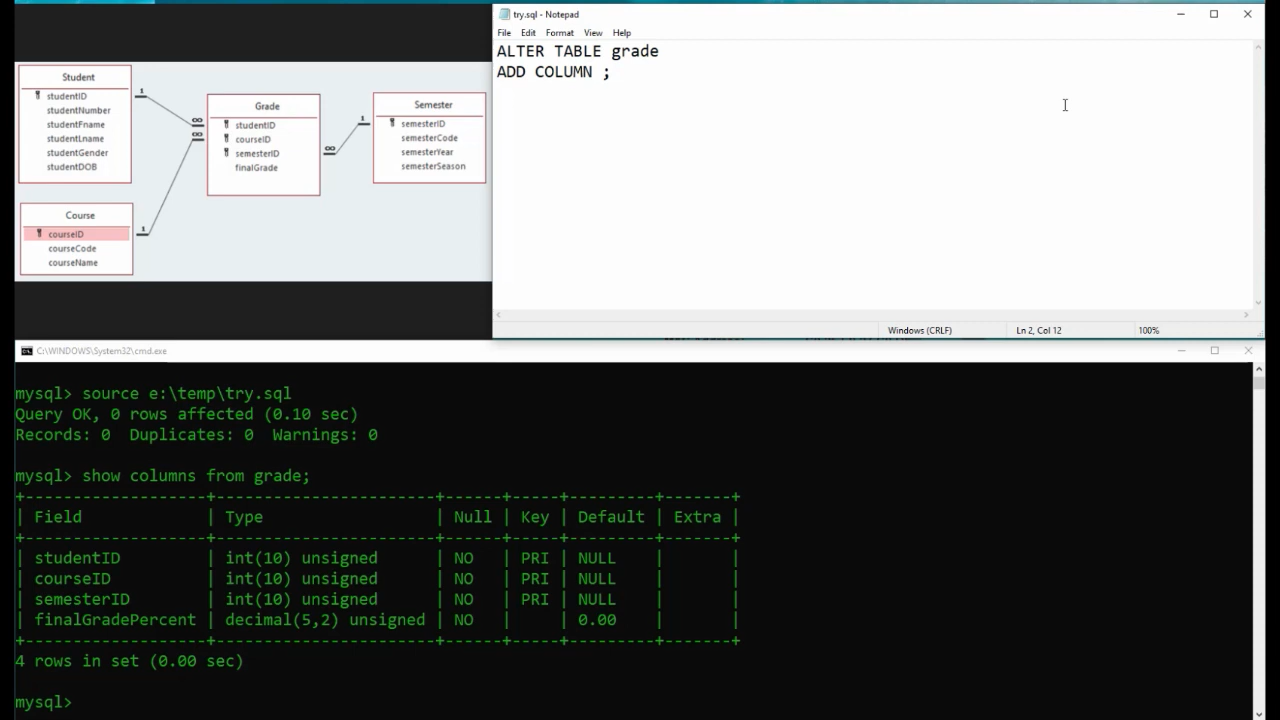 Student
studentID
studentNumber
studentFname
studentLname
studentGender
studentDOB
1
∞
∞
Grade
studentID
courseID
semesterID
finalGrade
∞
1
Semester
semesterID
semesterCode
semesterYear
semesterSeason
Course
courseID
courseCode
courseName
1
try.sql - Notepad
File Edit Format View Help
ALTER TABLE grade
ADD COLUMN ;
Windows (CRLF) Ln 2, Col 12 100%
C:\WINDOWS\System32\cmd.exe
mysql> source e:\temp\try.sql
Query OK, 0 rows affected (0.10 sec)
Records: 0  Duplicates: 0  Warnings: 0
mysql> show columns from grade;
+-------------------+-----------------------+------+-----+---------+-------+
| Field             | Type                  | Null | Key | Default | Extra |
+-------------------+-----------------------+------+-----+---------+-------+
| studentID         | int(10) unsigned      | NO   | PRI | NULL    |       |
| courseID          | int(10) unsigned      | NO   | PRI | NULL    |       |
| semesterID        | int(10) unsigned      | NO   | PRI | NULL    |       |
| finalGradePercent | decimal(5,2) unsigned | NO   |     | 0.00    |       |
+-------------------+-----------------------+------+-----+---------+-------+
4 rows in set (0.00 sec)
mysql>